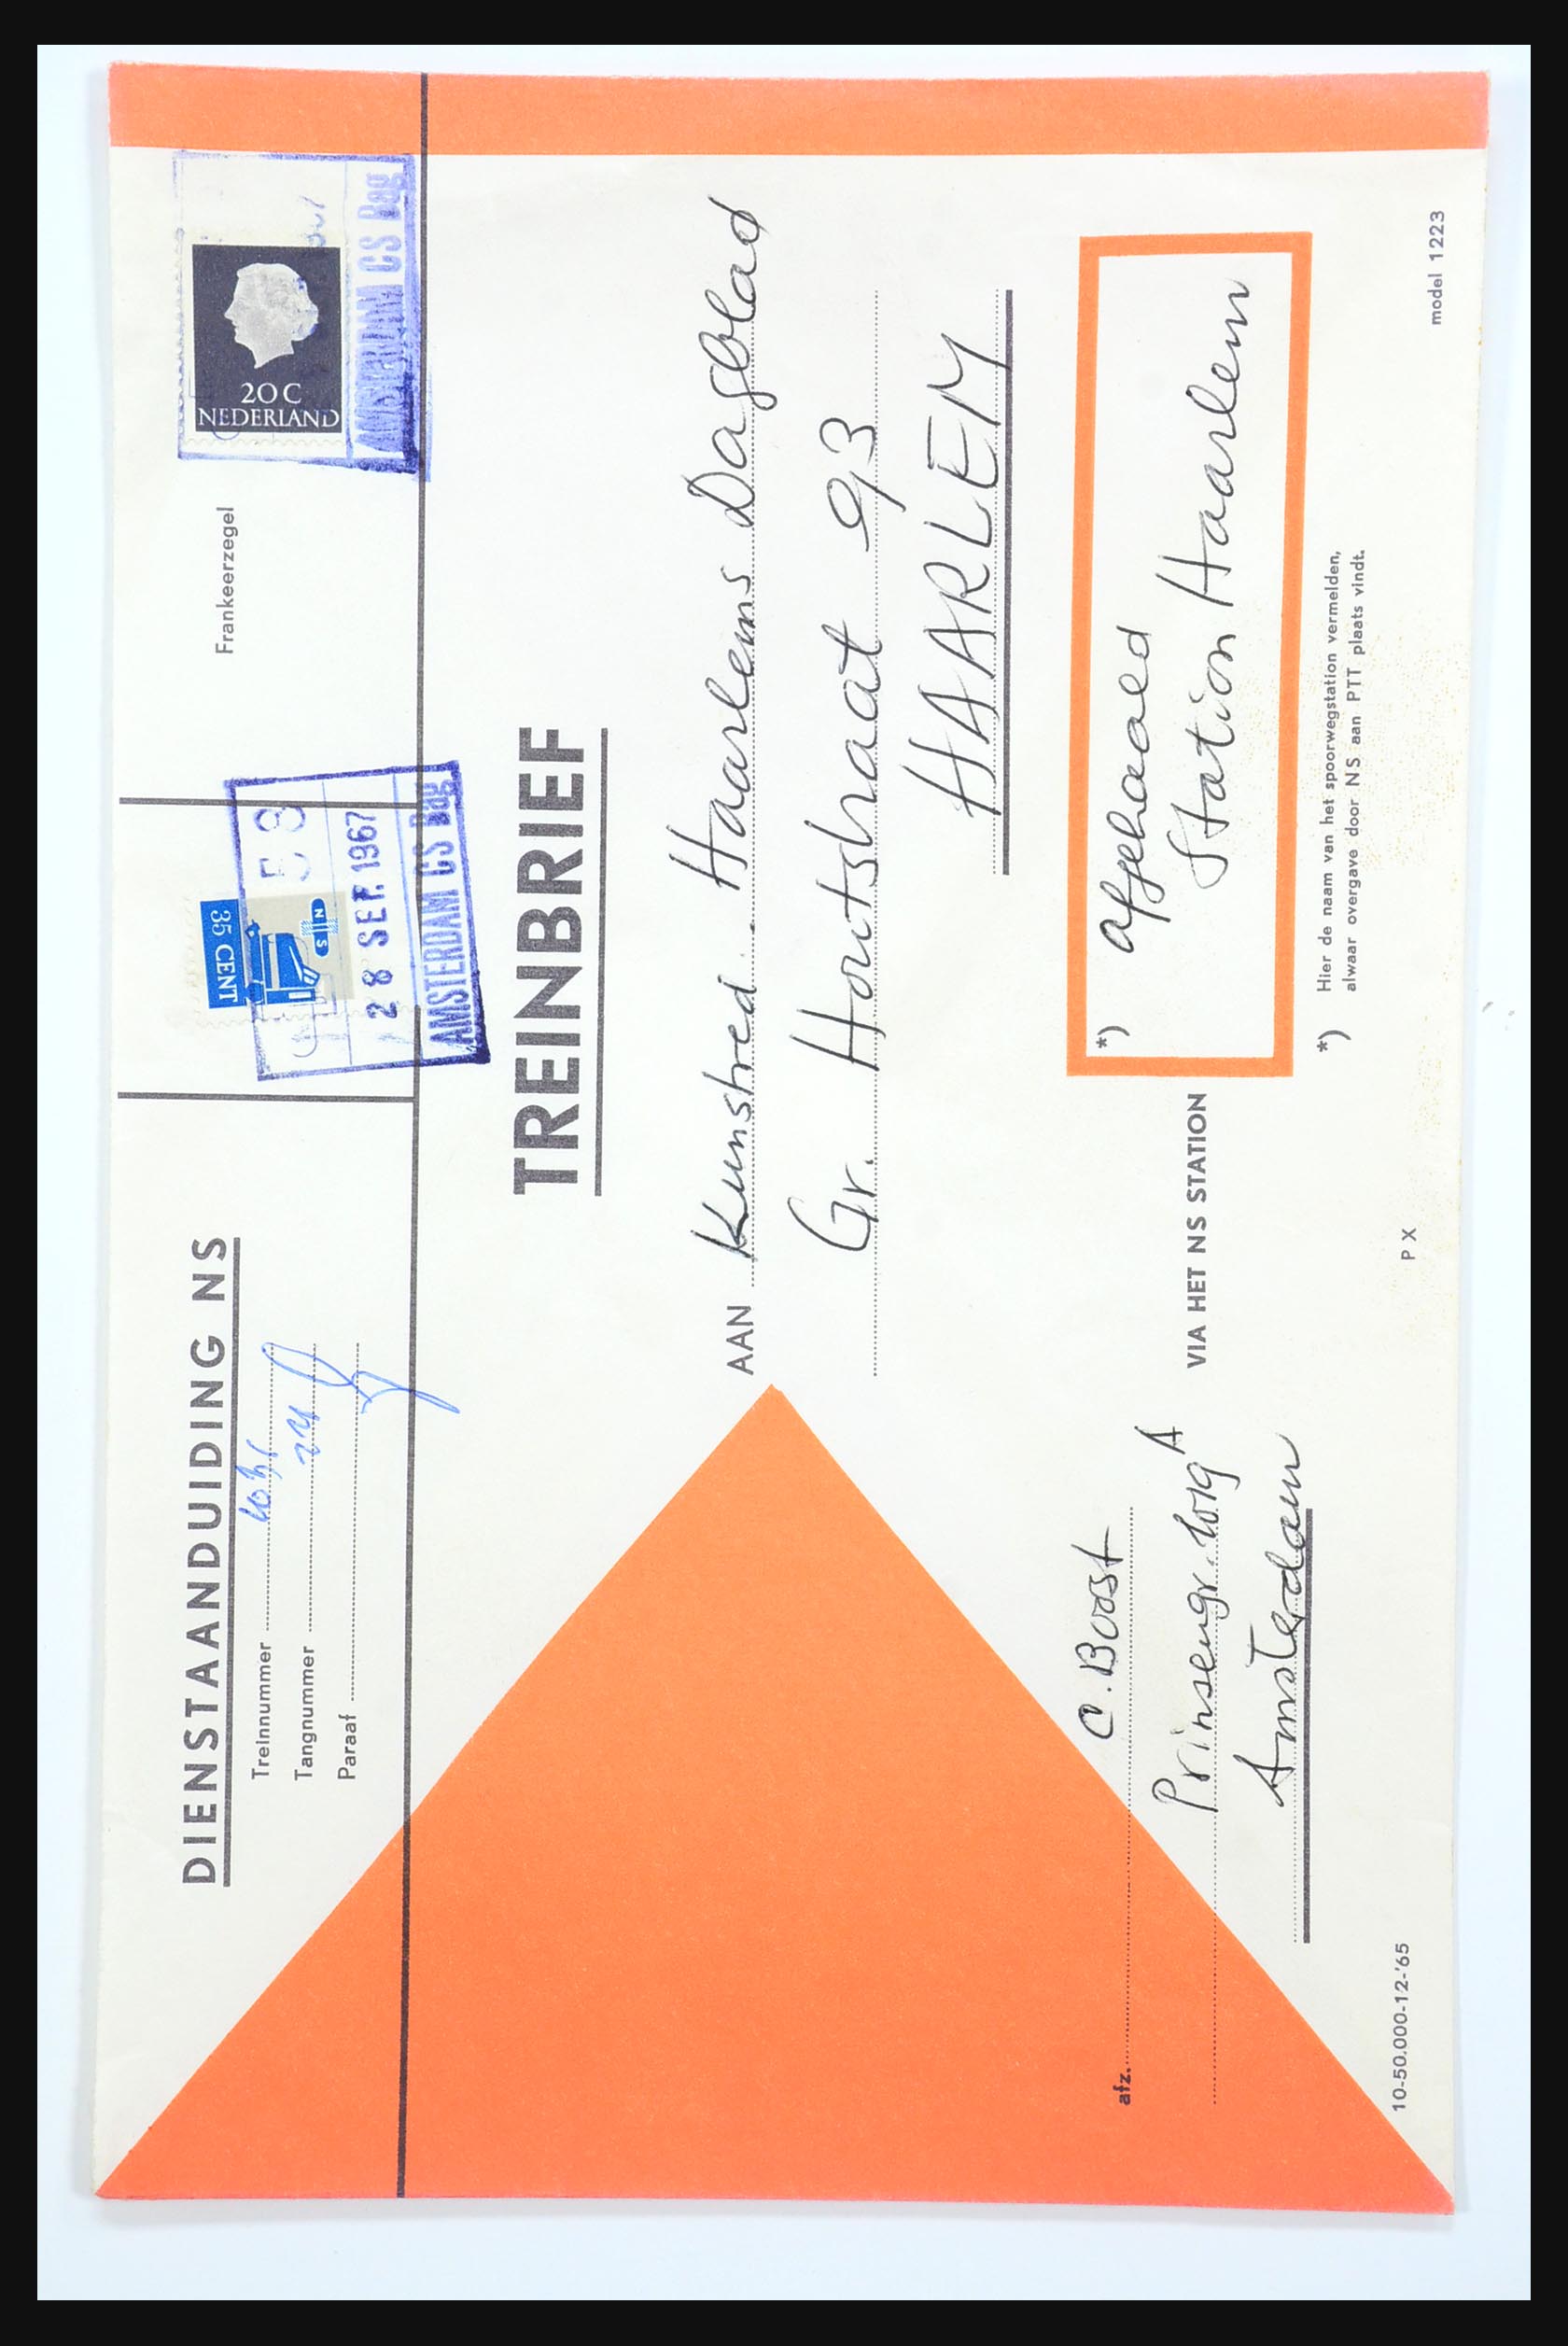 DIENSTAANDUIDING NS
Treinnummer
Tangnummer 24
Paraaf
35 CENT
NS
28 SEP. 1967
AMSTERDAM CS Bag.
Frankeerzegel
20 C
NEDERLAND
AMSTERDAM CS Bag.
TREINBRIEF
AAN Kunstred. Haarlems Dagblad
Gr. Houtstraat 93
HAARLEM
afz. C. Boost
Prinsengr. 1019 A
Amsterdam
VIA HET NS STATION
*) afgehaald
Station Haarlem
*) Hier de naam van het spoorwegstation vermelden,
alwaar overgave door NS aan PTT plaats vindt.
10-50.000-12-'65
PX
model 1223